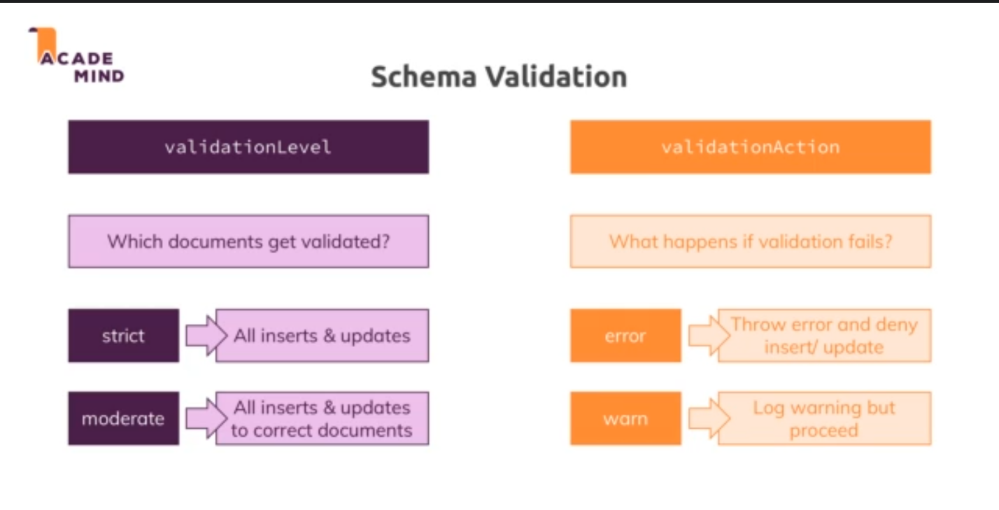 ACADE
MIND
Schema Validation
validationLevel
validationAction
Which documents get validated?
What happens if validation fails?
strict
All inserts & updates
error
Throw error and deny
insert/ update
moderate
All inserts & updates
to correct documents
warn
Log warning but
proceed